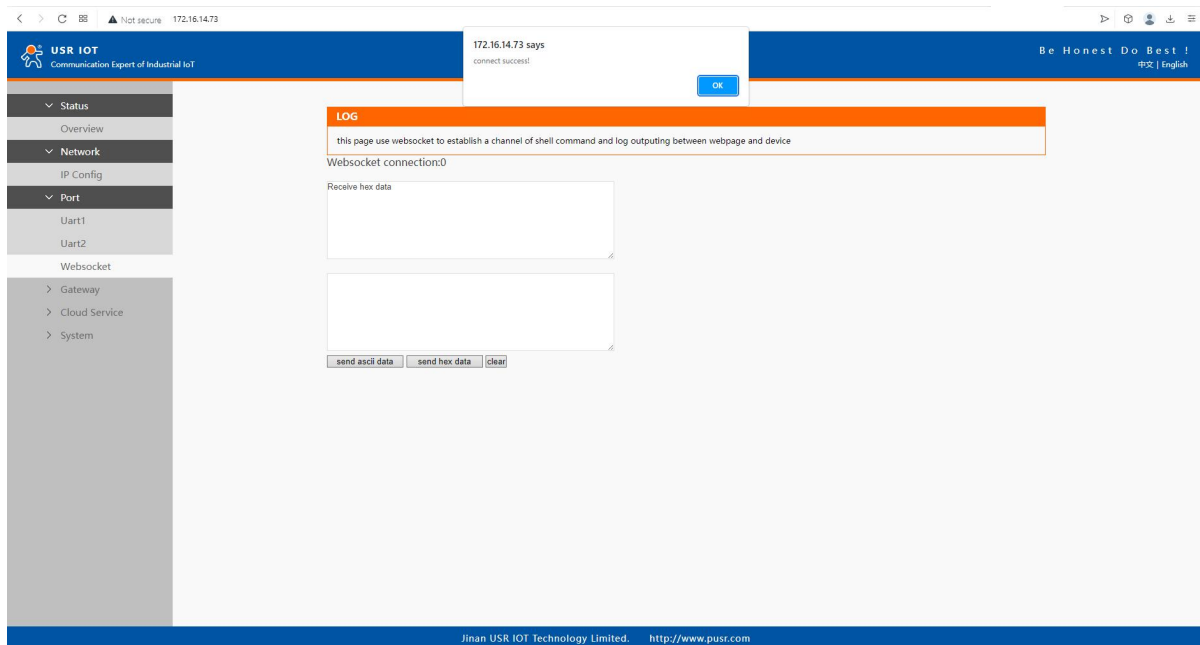 Not secure 172.16.14.73
172.16.14.73 says
connect success!
OK
USR IOT
Communication Expert of Industrial IoT
Be Honest Do Best !
中文 | English
Status
Overview
Network
IP Config
Port
Uart1
Uart2
Websocket
Gateway
Cloud Service
System
LOG
this page use websocket to establish a channel of shell command and log outputing between webpage and device
Websocket connection:0
Receive hex data
send ascii data send hex data clear
Jinan USR IOT Technology Limited. http://www.pusr.com